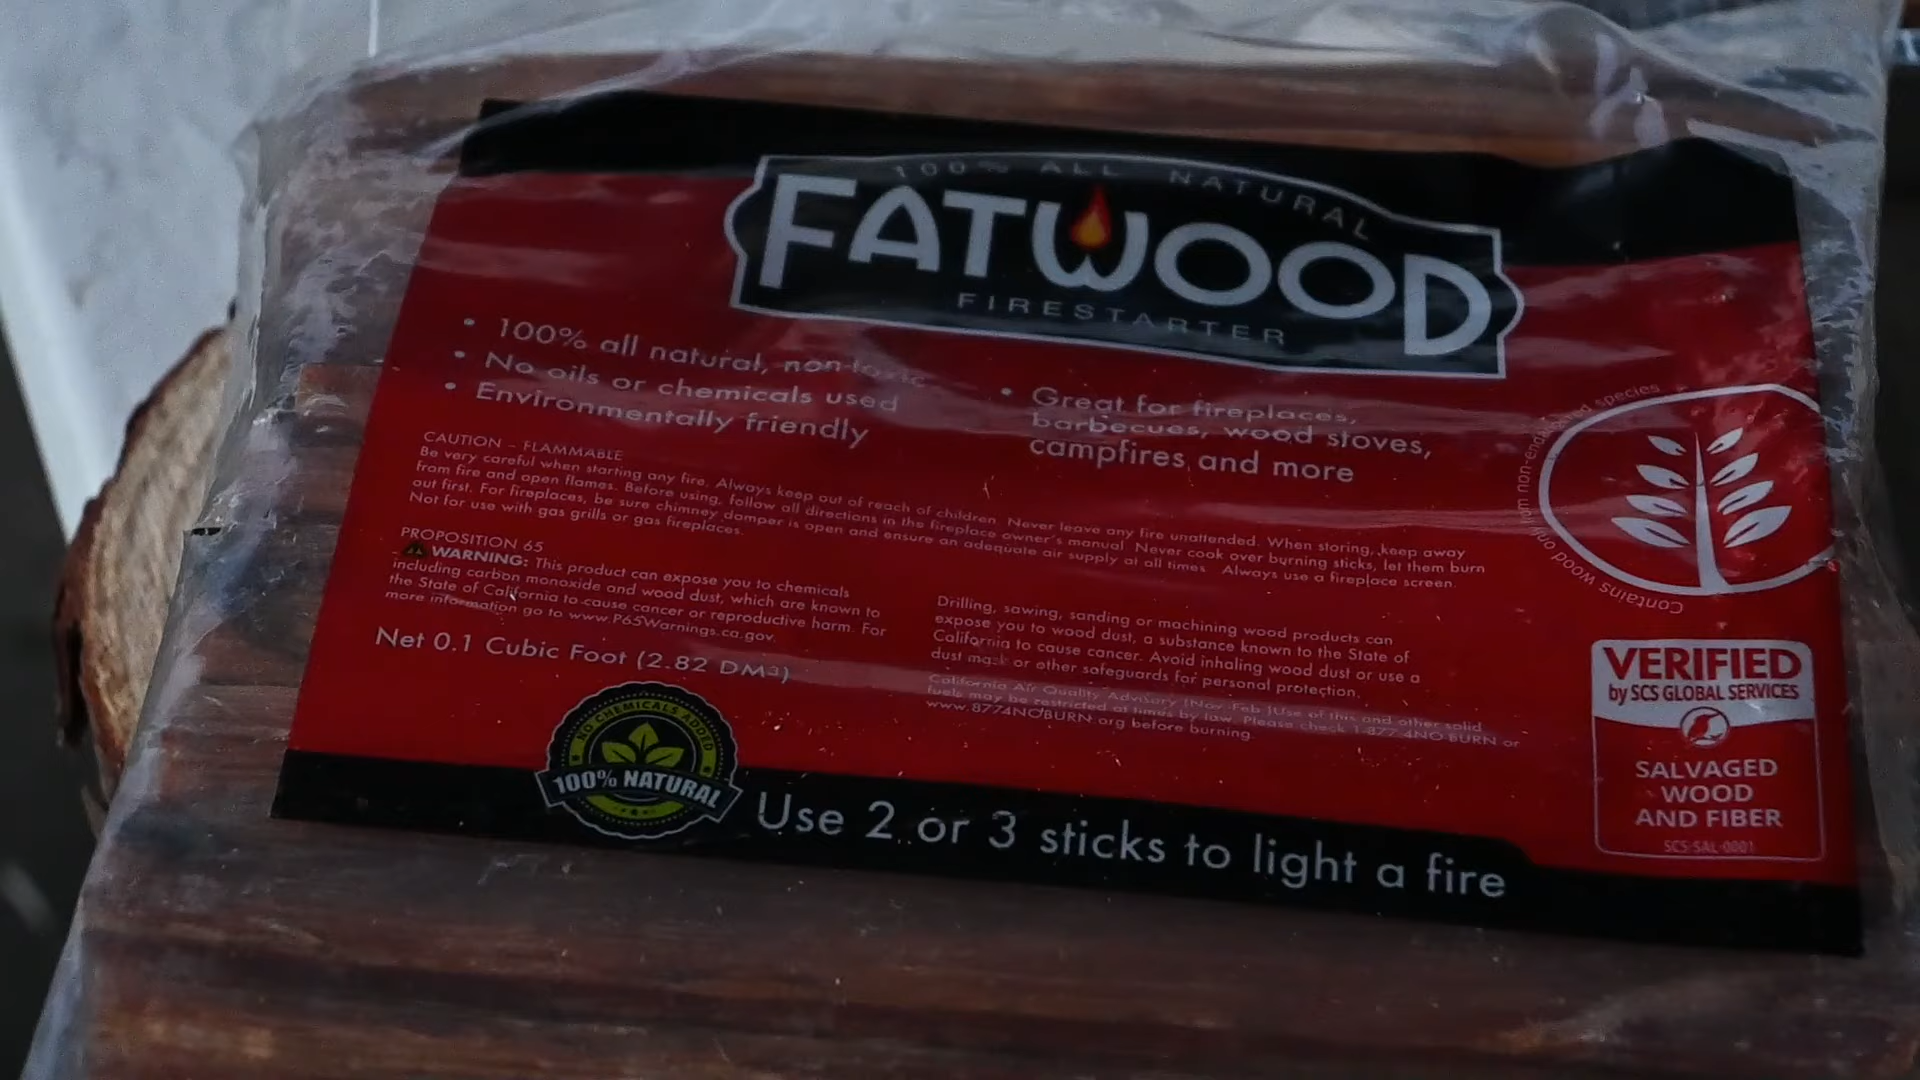 100% ALL NATURAL
FATWOOD
FIRESTARTER
• 100% all natural, non-toxic
• No oils or chemicals used
• Environmentally friendly
• Great for fireplaces,
barbecues, wood stoves,
campfires and more
CAUTION – FLAMMABLE
Be very careful when starting any fire. Always keep out of reach of children. Never leave any fire unattended. When storing, keep away
from fire and open flames. Before using, follow all directions in the fireplace owner's manual. Never cook over burning sticks, let them burn
out first. For fireplaces, be sure chimney damper is open and ensure an adequate air supply at all times. Always use a fireplace screen.
Not for use with gas grills or gas fireplaces.
PROPOSITION 65
WARNING: This product can expose you to chemicals
including carbon monoxide and wood dust, which are known to
the State of California to cause cancer or reproductive harm. For
more information go to www.P65Warnings.ca.gov.
Net 0.1 Cubic Foot (2.82 DM³)
Drilling, sawing, sanding or machining wood products can
expose you to wood dust, a substance known to the State of
California to cause cancer. Avoid inhaling wood dust or use a
dust mask or other safeguards for personal protection.
California Air Quality Advisory (Nov - Feb) Use of this and other solid
fuels may be restricted at times by law. Please check 1-877-4NO BURN or
www.8774NOBURN.org before burning.
Contains wood only from non-endangered species
NO CHEMICALS ADDED
100% NATURAL
Use 2 or 3 sticks to light a fire
VERIFIED
by SCS GLOBAL SERVICES
SALVAGED
WOOD
AND FIBER
SCS-SAL-0001